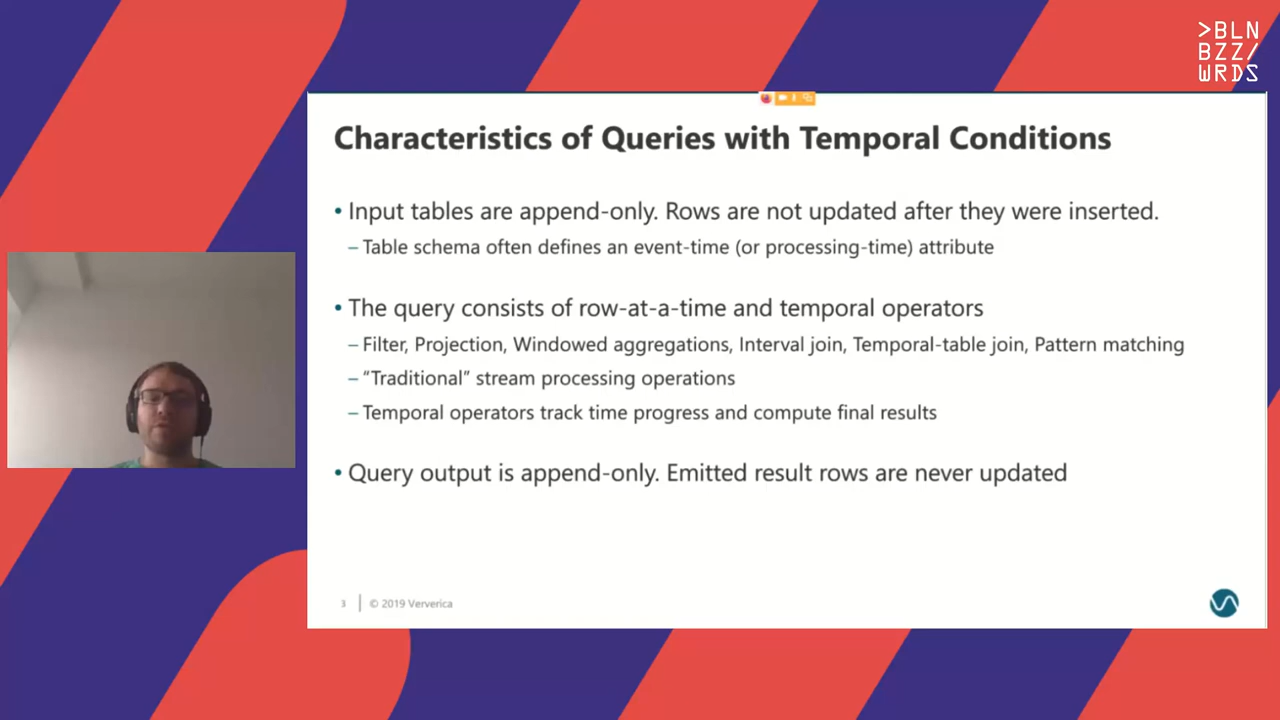 >BLN
BZZ/
WRDS
Characteristics of Queries with Temporal Conditions
• Input tables are append-only. Rows are not updated after they were inserted.
– Table schema often defines an event-time (or processing-time) attribute
• The query consists of row-at-a-time and temporal operators
– Filter, Projection, Windowed aggregations, Interval join, Temporal-table join, Pattern matching
– “Traditional” stream processing operations
– Temporal operators track time progress and compute final results
• Query output is append-only. Emitted result rows are never updated
3 | © 2019 Ververica